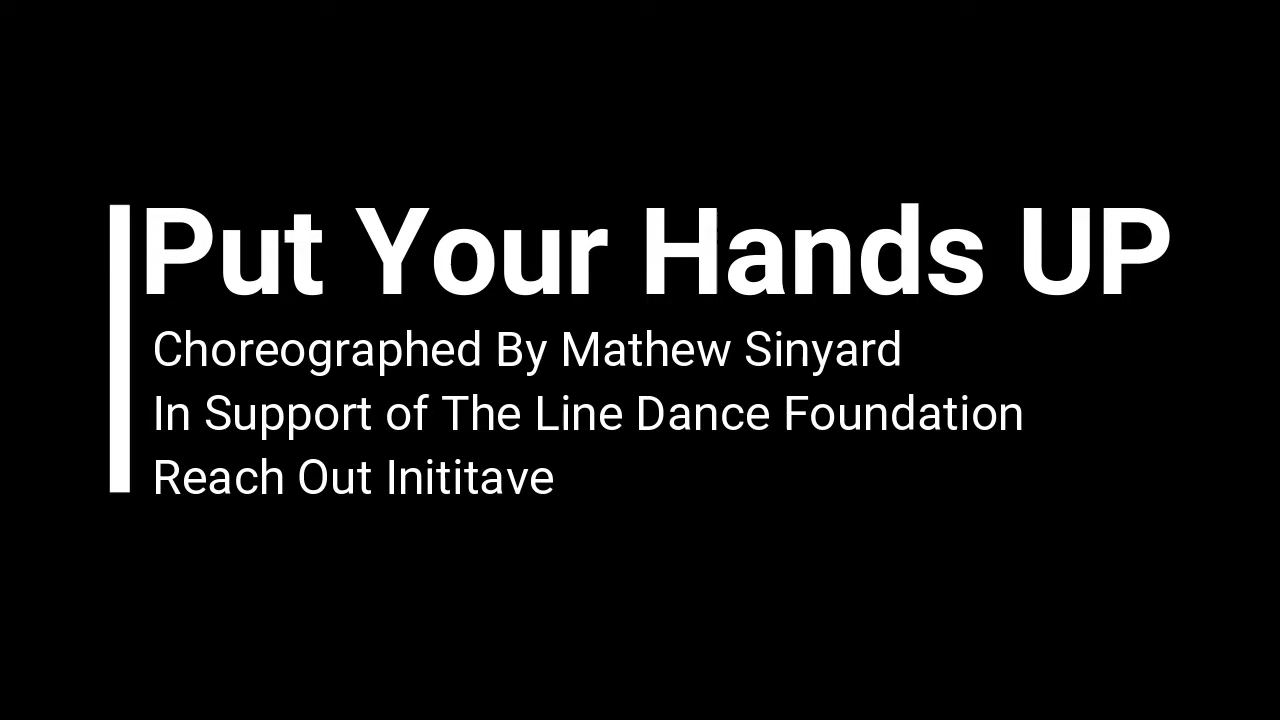 Put Your Hands UP
Choreographed By Mathew Sinyard
In Support of The Line Dance Foundation
Reach Out Inititave